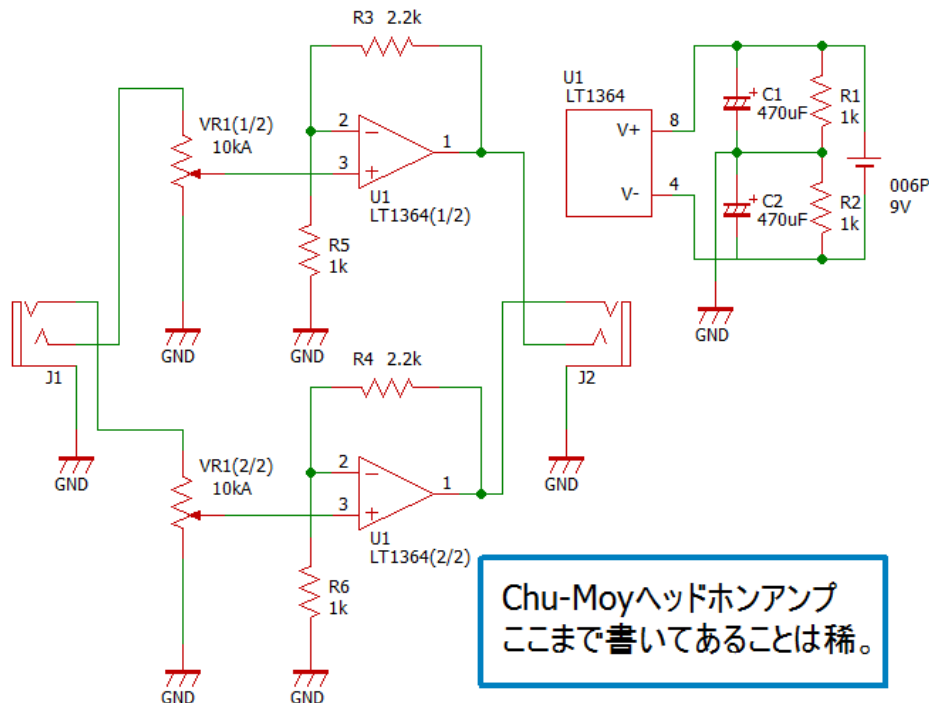 R3 2.2k
VR1(1/2)
10kA
2
3
1
U1
LT1364(1/2)
R5
1k
GND
GND
U1
LT1364
V+
V-
8
4
C1
470uF
R1
1k
C2
470uF
R2
1k
006P
9V
GND
J1
GND
J2
GND
R4 2.2k
VR1(2/2)
10kA
2
3
1
U1
LT1364(2/2)
R6
1k
GND
GND
Chu-Moyヘッドホンアンプ
ここまで書いてあることは稀。